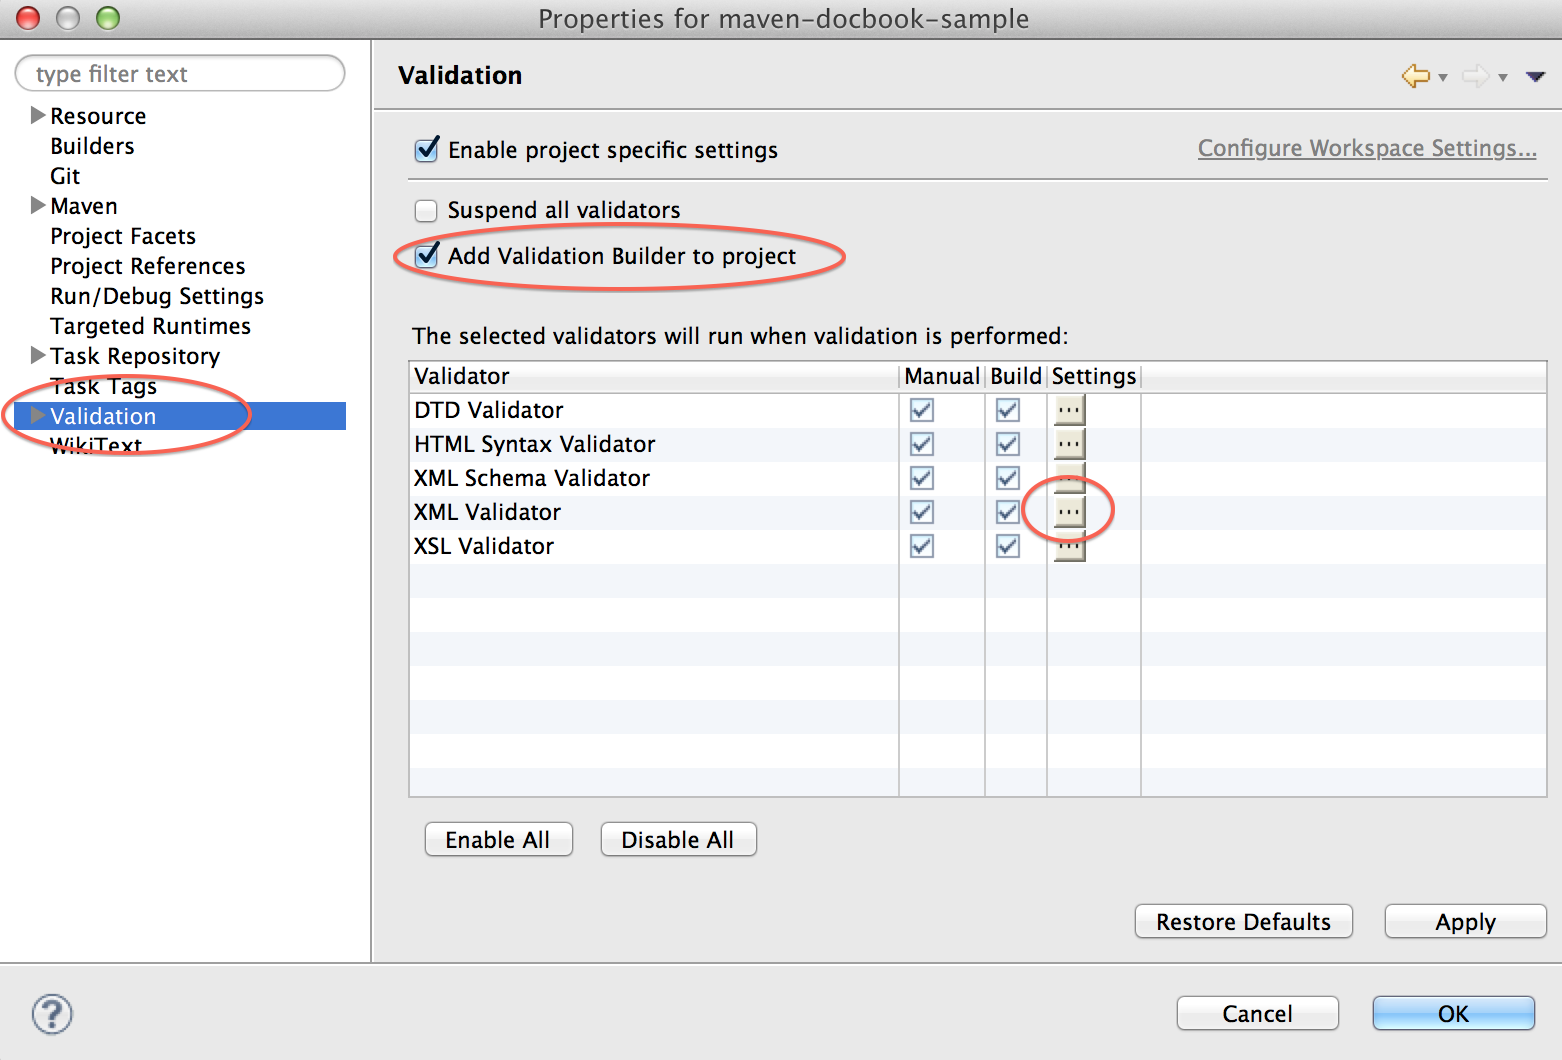 Properties for maven-docbook-sample
type filter text
Resource
Builders
Git
Maven
Project Facets
Project References
Run/Debug Settings
Targeted Runtimes
Task Repository
Task Tags
Validation
WikiText
Validation
Enable project specific settings
Configure Workspace Settings...
Suspend all validators
Add Validation Builder to project
The selected validators will run when validation is performed:
Validator Manual Build Settings
DTD Validator ...
HTML Syntax Validator ...
XML Schema Validator ...
XML Validator ...
XSL Validator ...
Enable All Disable All
Restore Defaults Apply
? Cancel OK